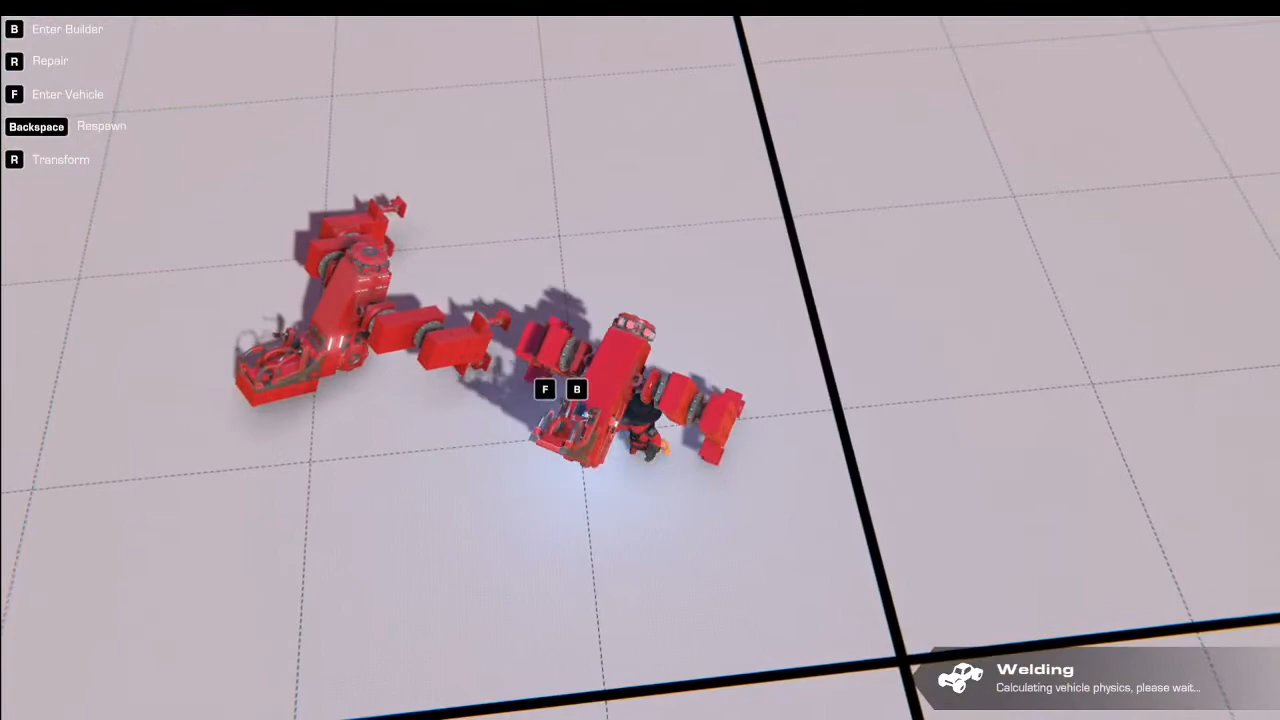 B Enter Builder
R Repair
F Enter Vehicle
Backspace Respawn
R Transform
F B
Welding
Calculating vehicle physics, please wait...